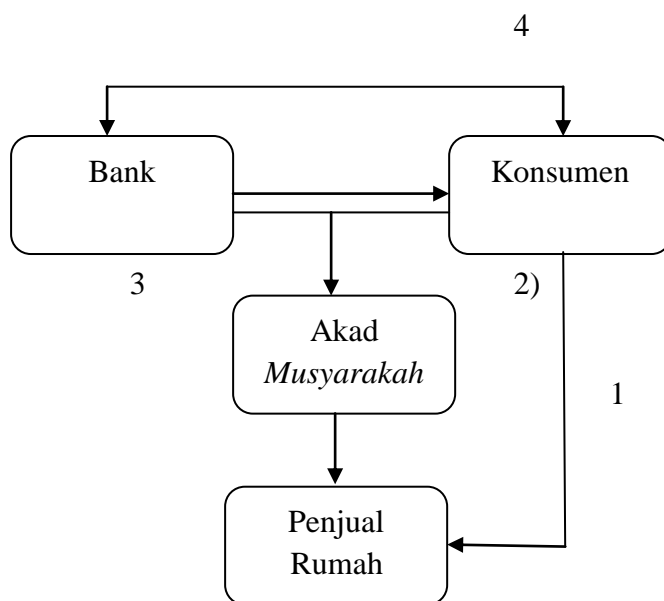 4
Bank
Konsumen
3
2)
Akad
Musyarakah
1
Penjual
Rumah